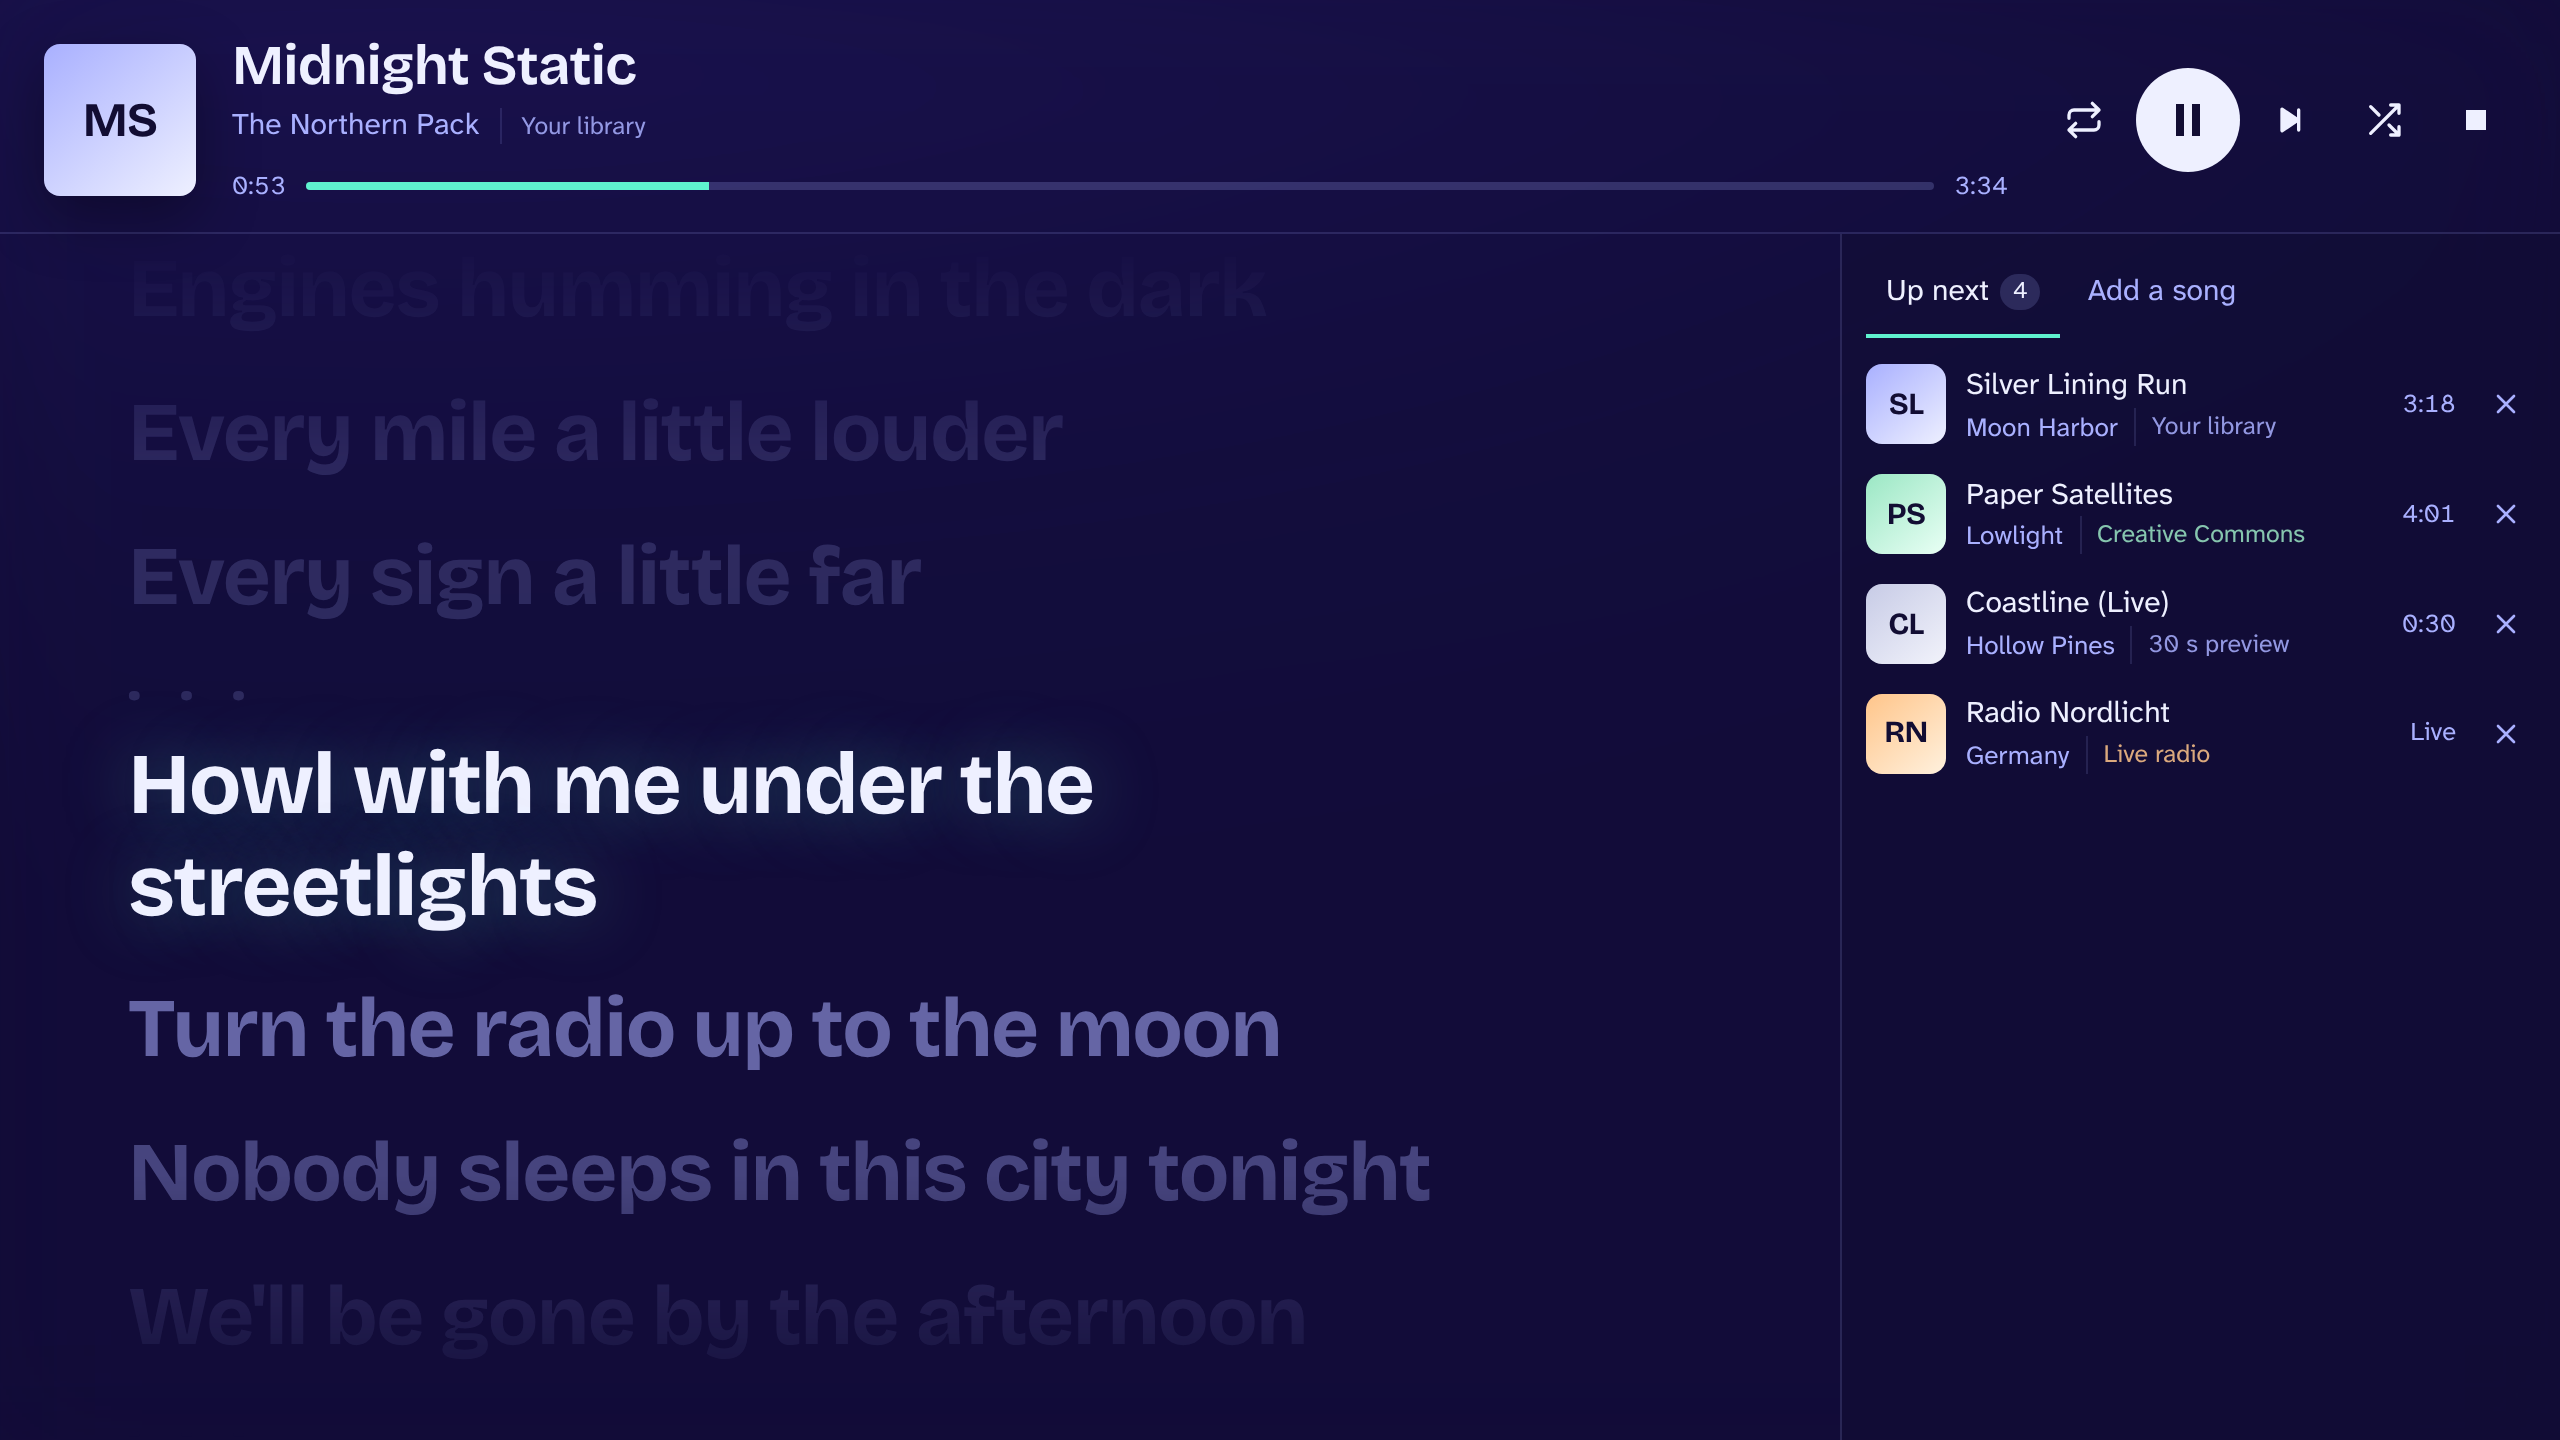 MS
Midnight Static
The Northern Pack Your library
0:53 3:34
Engines humming in the dark
Every mile a little louder
Every sign a little far
. . .
Howl with me under the
streetlights
Turn the radio up to the moon
Nobody sleeps in this city tonight
We'll be gone by the afternoon
Up next 4 Add a song
SL
Silver Lining Run
Moon Harbor Your library
3:18
PS
Paper Satellites
Lowlight Creative Commons
4:01
CL
Coastline (Live)
Hollow Pines 30 s preview
0:30
RN
Radio Nordlicht
Germany Live radio
Live